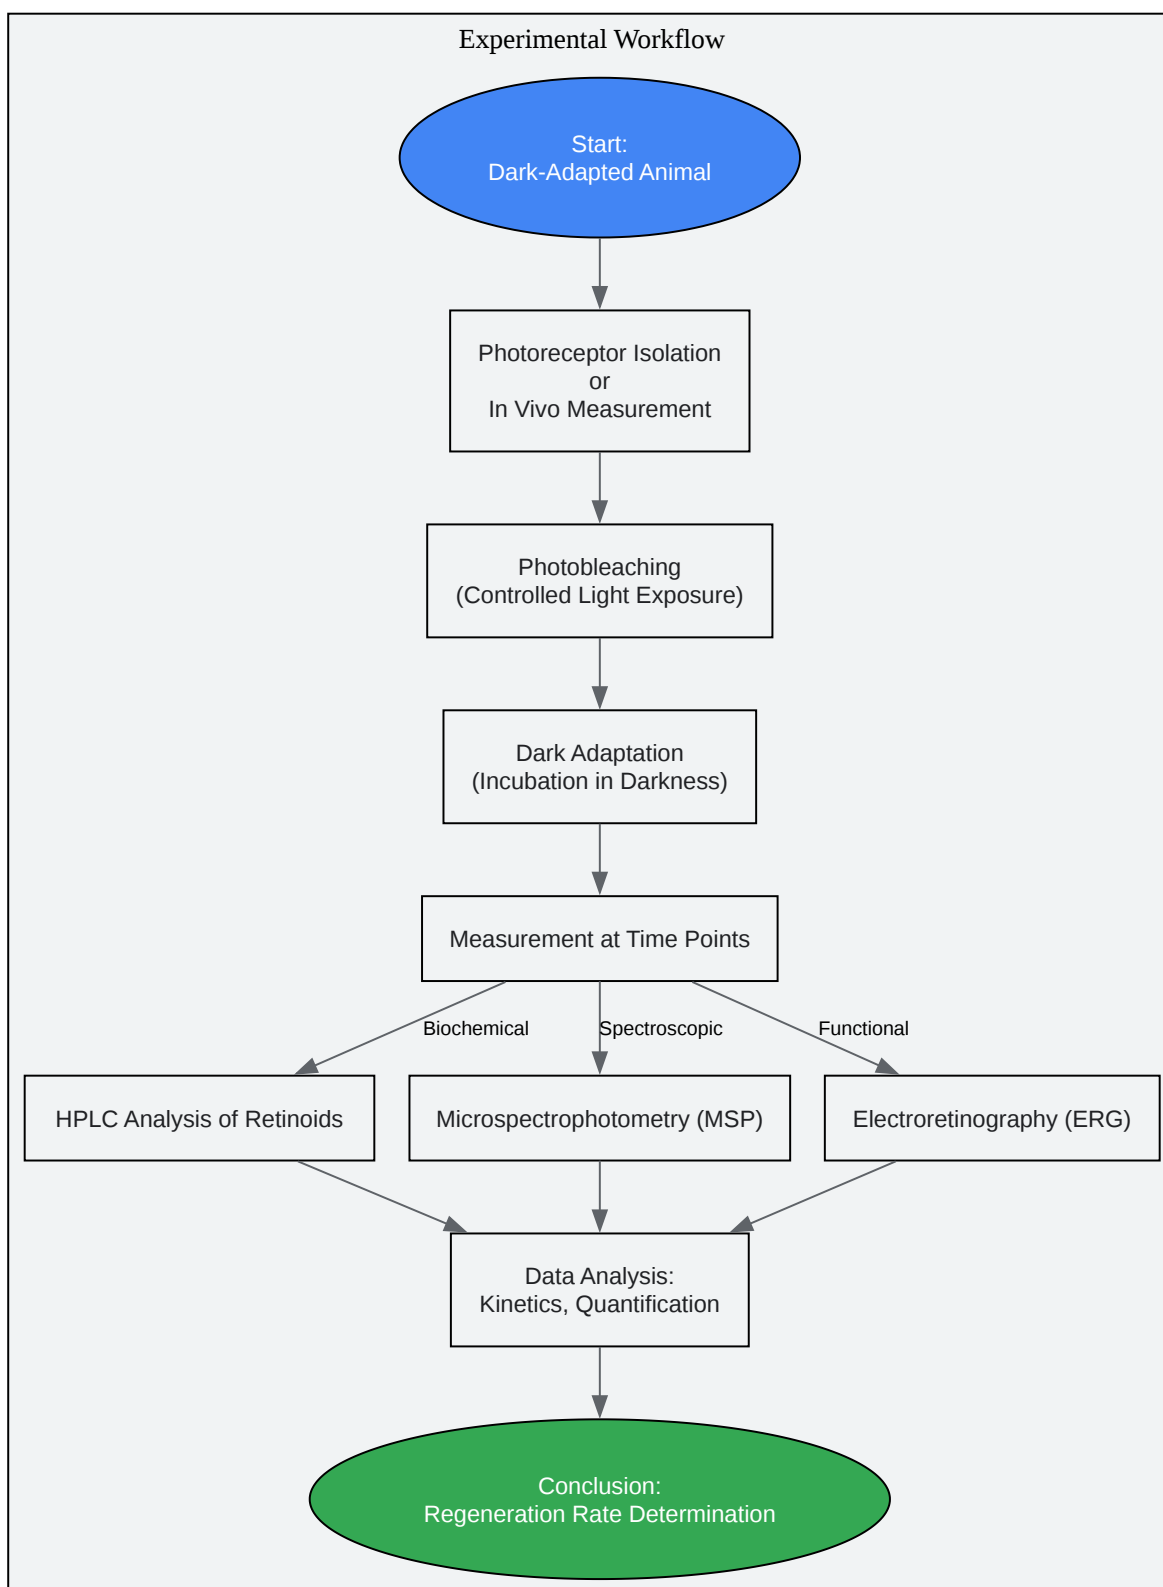 Experimental Workflow
Start:
Dark-Adapted Animal
Photoreceptor Isolation
or
In Vivo Measurement
Photobleaching
(Controlled Light Exposure)
Dark Adaptation
(Incubation in Darkness)
Measurement at Time Points
Biochemical
Spectroscopic
Functional
HPLC Analysis of Retinoids
Microspectrophotometry (MSP)
Electroretinography (ERG)
Data Analysis:
Kinetics, Quantification
Conclusion:
Regeneration Rate Determination